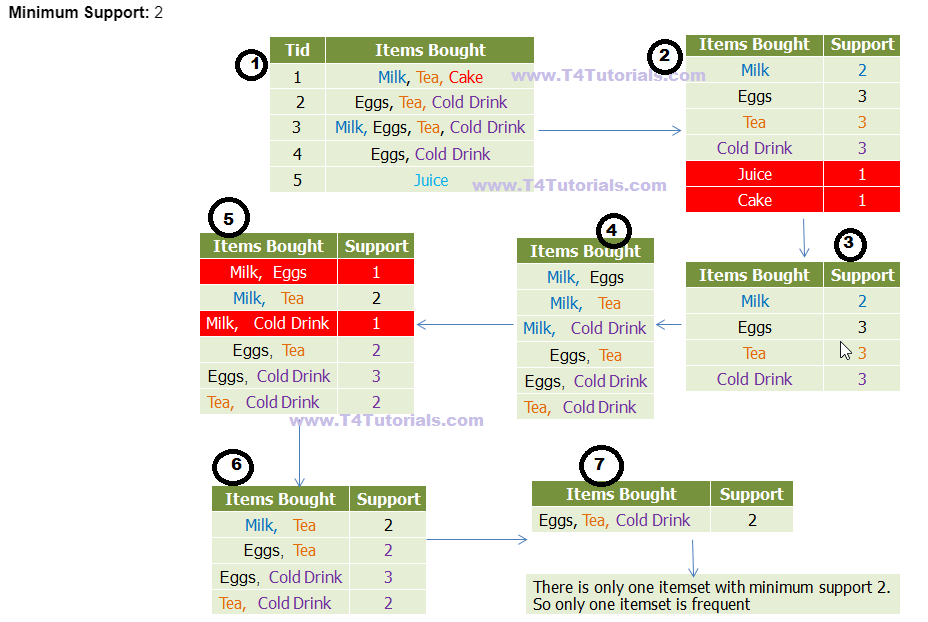 Minimum Support: 2
1
Tid Items Bought
1 Milk, Tea, Cake
2 Eggs, Tea, Cold Drink
3 Milk, Eggs, Tea, Cold Drink
4 Eggs, Cold Drink
5 Juice
www.T4Tutorials.com
www.T4Tutorials.com
2
Items Bought Support
Milk 2
Eggs 3
Tea 3
Cold Drink 3
Juice 1
Cake 1
3
Items Bought Support
Milk 2
Eggs 3
Tea 3
Cold Drink 3
4
Items Bought
Milk, Eggs
Milk, Tea
Milk, Cold Drink
Eggs, Tea
Eggs, Cold Drink
Tea, Cold Drink
5
Items Bought Support
Milk, Eggs 1
Milk, Tea 2
Milk, Cold Drink 1
Eggs, Tea 2
Eggs, Cold Drink 3
Tea, Cold Drink 2
www.T4Tutorials.com
6
Items Bought Support
Milk, Tea 2
Eggs, Tea 2
Eggs, Cold Drink 3
Tea, Cold Drink 2
7
Items Bought Support
Eggs, Tea, Cold Drink 2
There is only one itemset with minimum support 2.
So only one itemset is frequent